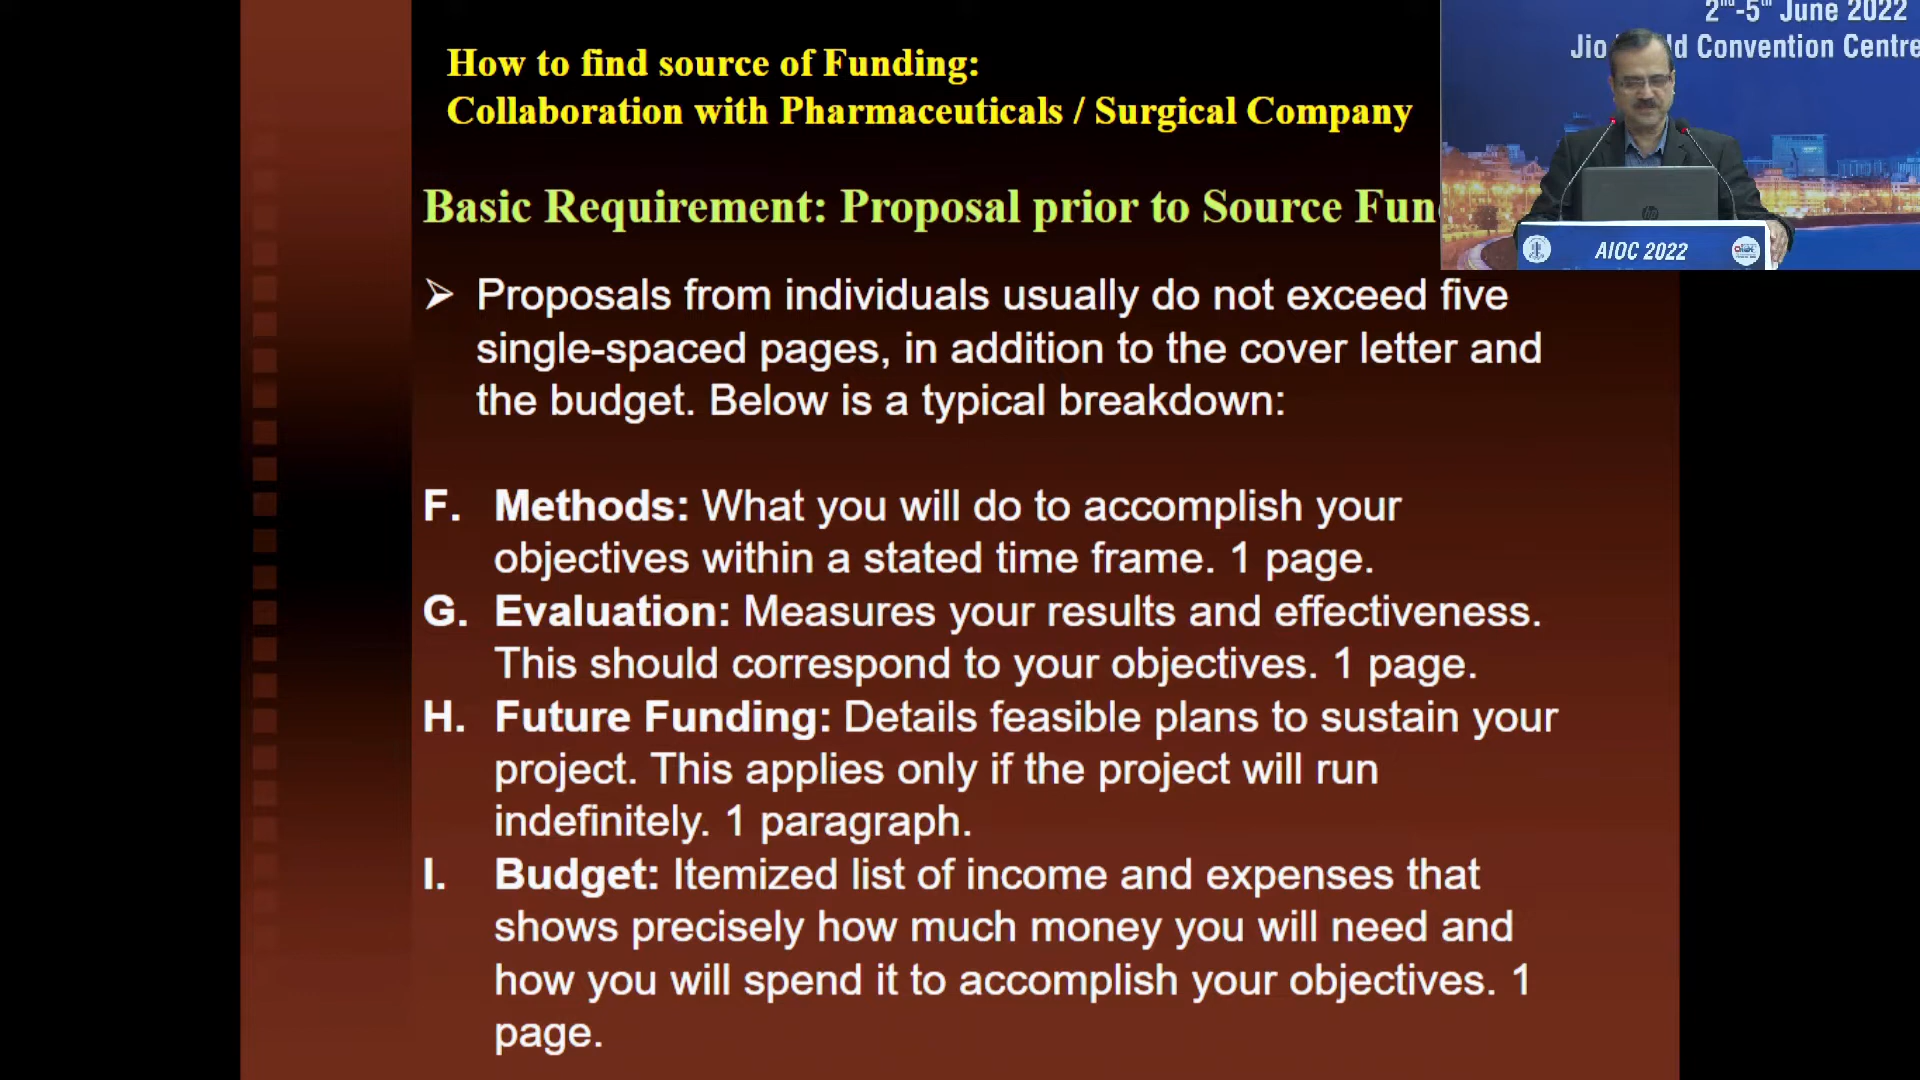 How to find source of Funding:
Collaboration with Pharmaceuticals / Surgical Company
Basic Requirement: Proposal prior to Source
➢ Proposals from individuals usually do not exceed five
single-spaced pages, in addition to the cover letter and
the budget. Below is a typical breakdown:
F. Methods: What you will do to accomplish your
objectives within a stated time frame. 1 page.
G. Evaluation: Measures your results and effectiveness.
This should correspond to your objectives. 1 page.
H. Future Funding: Details feasible plans to sustain your
project. This applies only if the project will run
indefinitely. 1 paragraph.
I. Budget: Itemized list of income and expenses that
shows precisely how much money you will need and
how you will spend it to accomplish your objectives. 1
page.
2nd-5th June 2022
Jio Convention Centre
hp
AIOC 2022